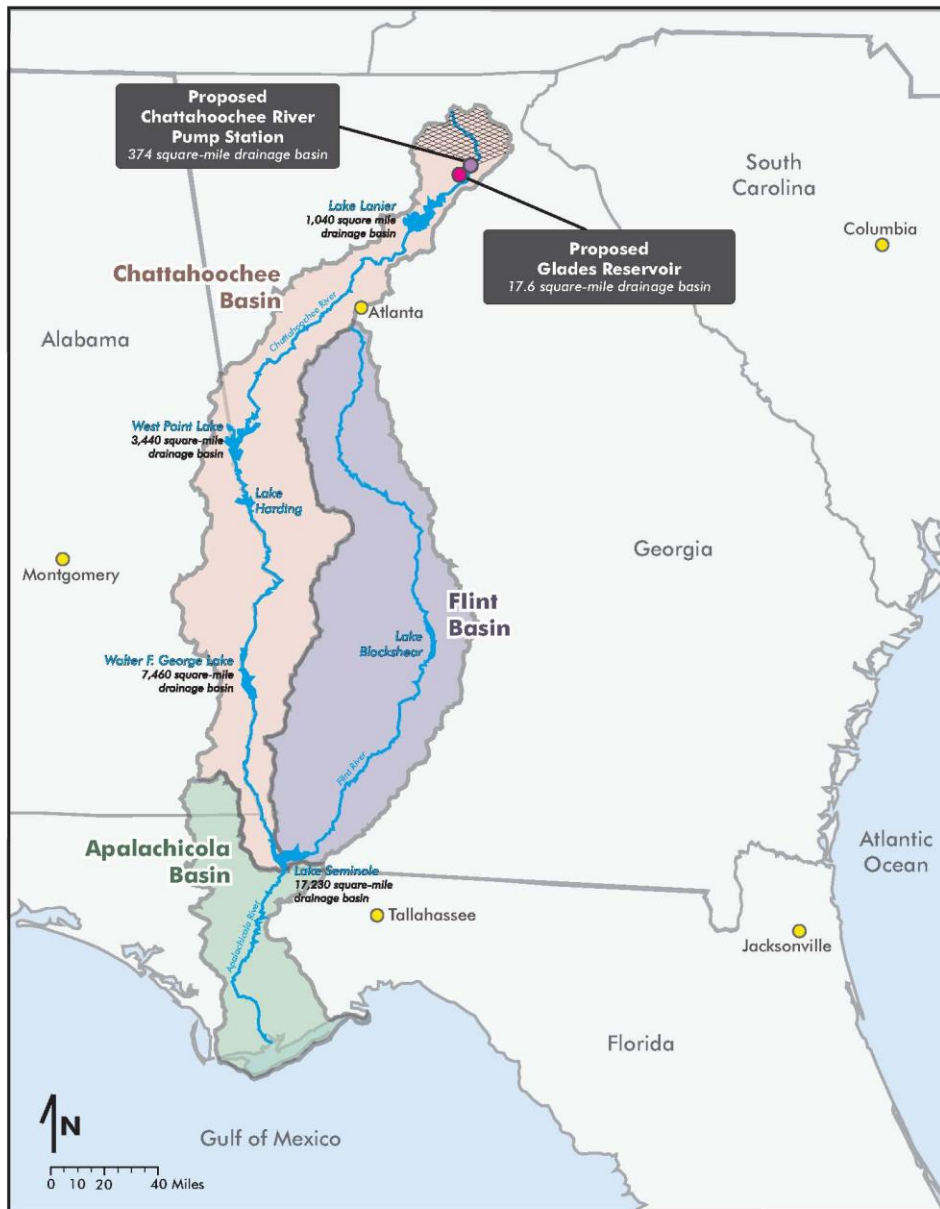 Proposed
Chattahoochee River
Pump Station
374 square-mile drainage basin
South
Carolina
Lake Lanier
1,040 square mile
drainage basin
Columbia
Proposed
Glades Reservoir
17.6 square-mile drainage basin
Chattahoochee
Basin
Atlanta
Chattahoochee River
Alabama
West Point Lake
3,440 square-mile
drainage basin
Lake
Harding
Georgia
Montgomery
Flint
Basin
Lake
Blockshear
Walter F. George Lake
7,460 square-mile
drainage basin
Flint River
Apalachicola
Basin
Atlantic
Ocean
Lake Seminole
17,230 square-mile
drainage basin
Tallahassee
Apalachicola River
Jacksonville
Florida
N
Gulf of Mexico
0 10 20 40 Miles